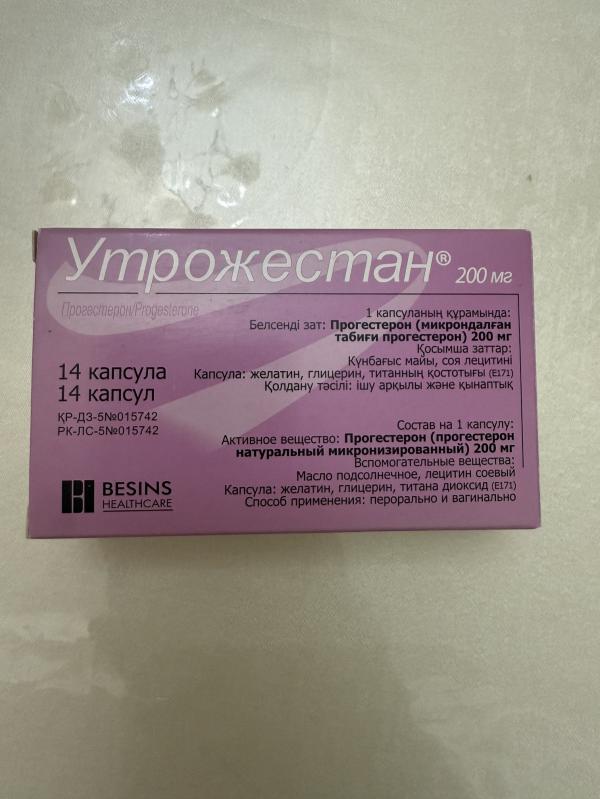 Утрожестан® 200 мг
Прогестерон/Progesterone
14 капсула
14 капсул
ҚР-ДЗ-5№015742
РК-ЛС-5№015742
BESINS
HEALTHCARE
1 капсуланың құрамында:
Белсенді зат: Прогестерон (микрондалған
табиғи прогестерон) 200 мг
Қосымша заттар:
Күнбағыс майы, соя лецитині
Капсула: желатин, глицерин, титанның қостотығы (E171)
Қолдану тәсілі: ішу арқылы және қынаптық
Состав на 1 капсулу:
Активное вещество: Прогестерон (прогестерон
натуральный микронизированный) 200 мг
Вспомогательные вещества:
Масло подсолнечное, лецитин соевый
Капсула: желатин, глицерин, титана диоксид (E171)
Способ применения: перорально и вагинально